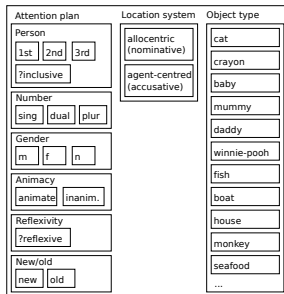 Attention plan
Person
1st 2nd 3rd
?inclusive
Number
sing dual plur
Gender
m f n
Animacy
animate inanim.
Reflexivity
?reflexive
New/old
new old
Location system
allocentric
(nominative)
agent-centred
(accusative)
Object type
cat
crayon
baby
mummy
daddy
winnie-pooh
fish
boat
house
monkey
seafood
...